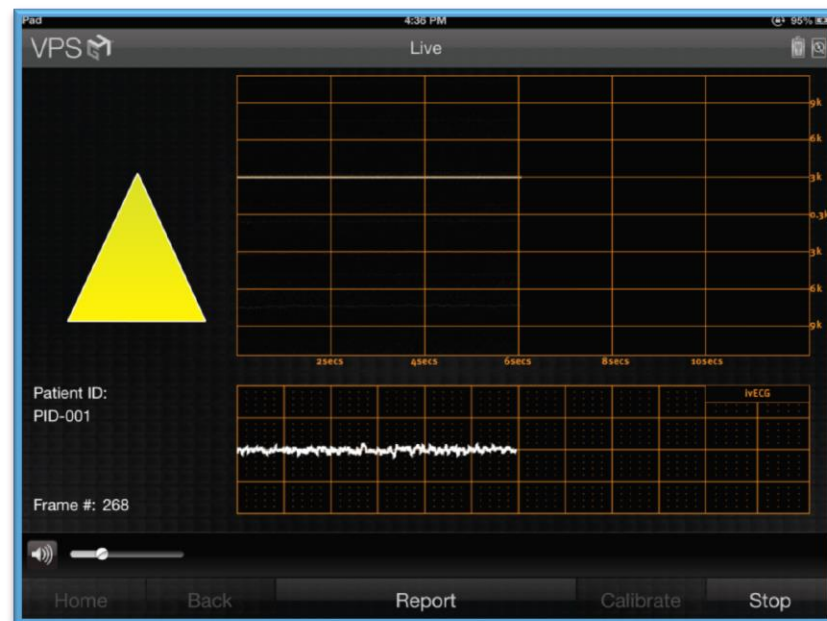 Pad
4:36 PM
95%
VPS
G
Live
9k
6k
3k
0.3k
3k
6k
9k
2secs 4secs 6secs 8secs 10secs
Patient ID:
PID-001
ivECG
Frame #: 268
Home Back Report Calibrate Stop